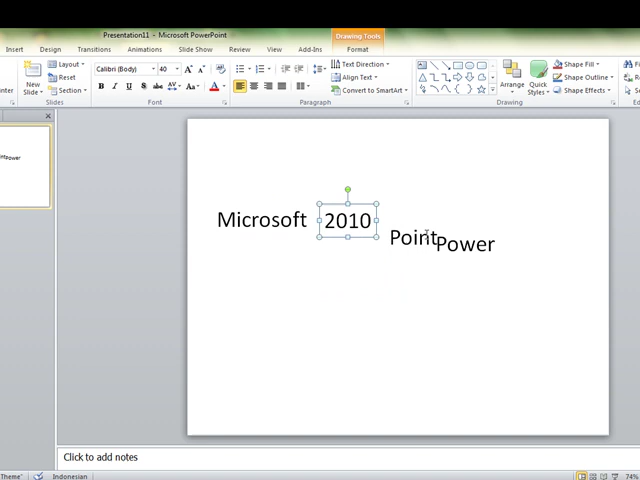 Presentation11 - Microsoft PowerPoint
Drawing Tools
Insert Design Transitions Animations Slide Show Review View Add-Ins Format
Layout
Reset
Section
New Slide
Slides
Calibri (Body) 40
Font
Text Direction
Align Text
Convert to SmartArt
Paragraph
Arrange
Quick Styles
Shape Fill
Shape Outline
Shape Effects
Drawing
Microsoft 2010 Point Power
Click to add notes
Theme" Indonesian 74%